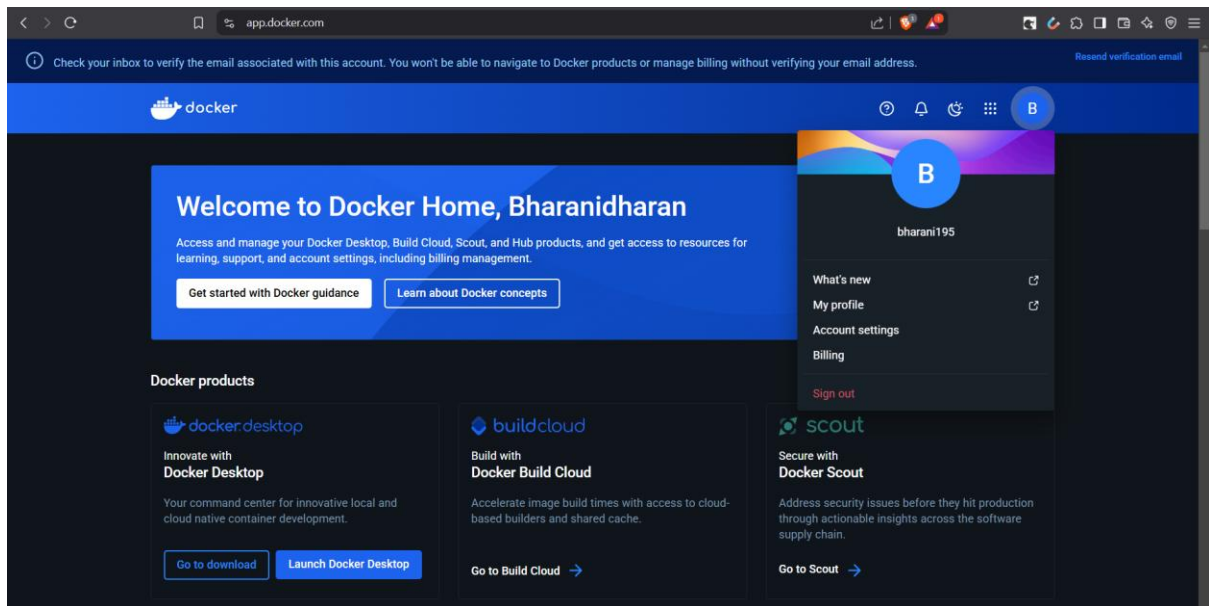 app.docker.com
Check your inbox to verify the email associated with this account. You won't be able to navigate to Docker products or manage billing without verifying your email address.
Resend verification email
docker
B
Welcome to Docker Home, Bharanidharan
Access and manage your Docker Desktop, Build Cloud, Scout, and Hub products, and get access to resources for
learning, support, and account settings, including billing management.
Get started with Docker guidance
Learn about Docker concepts
B
bharani195
What's new
My profile
Account settings
Billing
Sign out
Docker products
docker.desktop
Innovate with
Docker Desktop
Your command center for innovative local and
cloud native container development.
Go to download
Launch Docker Desktop
buildcloud
Build with
Docker Build Cloud
Accelerate image build times with access to cloud-
based builders and shared cache.
Go to Build Cloud
scout
Secure with
Docker Scout
Address security issues before they hit production
through actionable insights across the software
supply chain.
Go to Scout